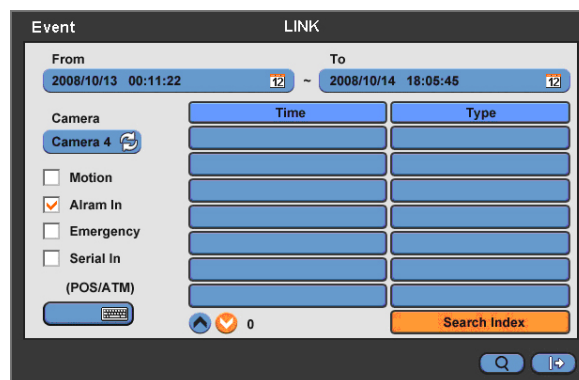 Event LINK
From To
2008/10/13 00:11:22 12 ~ 2008/10/14 18:05:45 12
Camera Time Type
Camera 4
Motion
Alram In
Emergency
Serial In
(POS/ATM)
0 Search Index